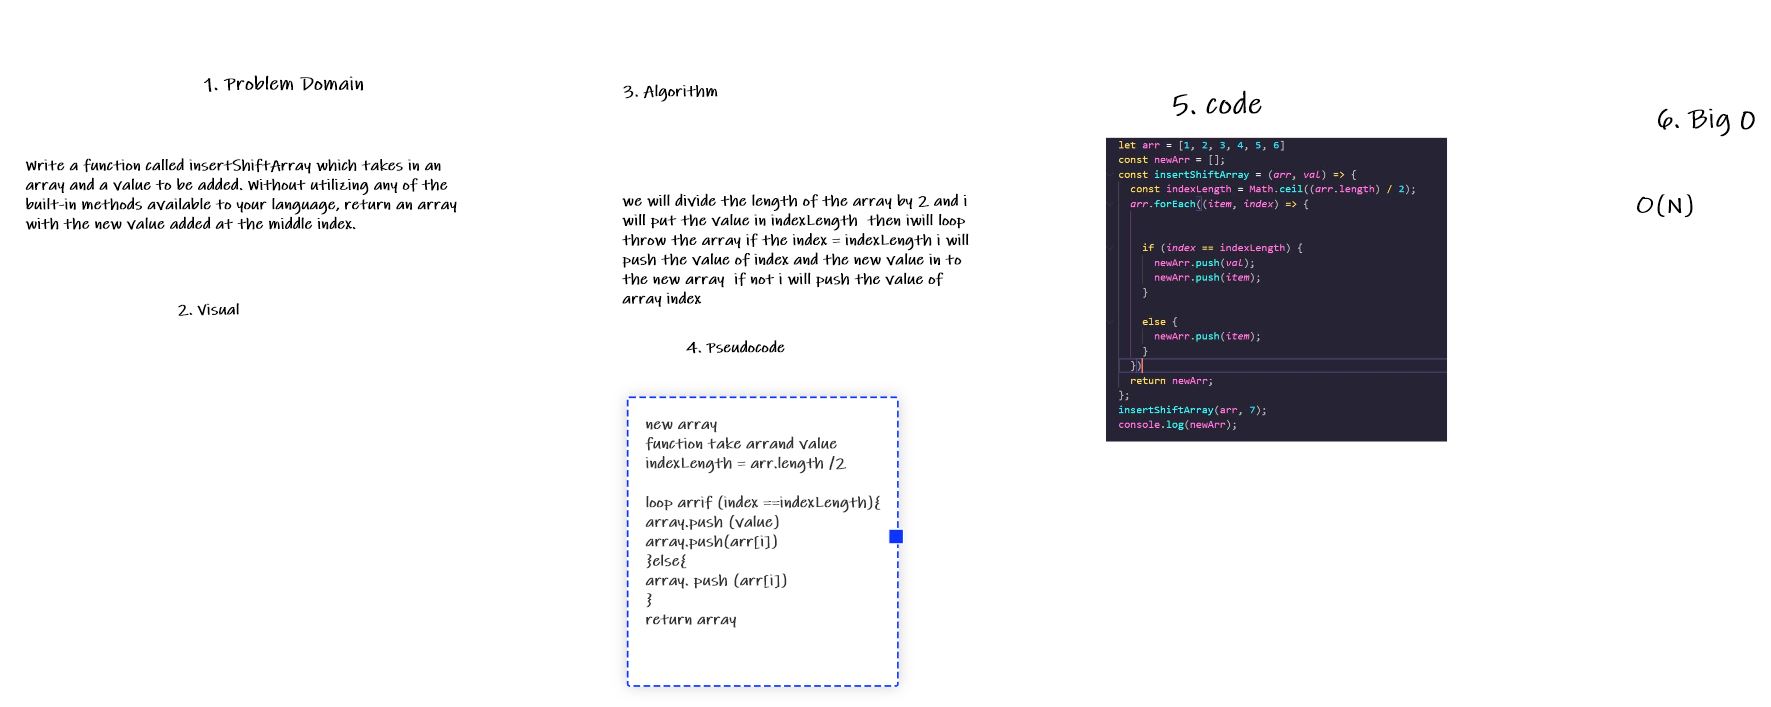 1. Problem Domain
Write a function called insertShiftArray which takes in an
array and a value to be added. Without utilizing any of the
built-in methods available to your language, return an array
with the new value added at the middle index.
2. Visual
3. Algorithm
we will divide the length of the array by 2 and i
will put the value in indexLength then iwill loop
throw the array if the index = indexLength i will
push the value of index and the new value in to
the new array if not i will push the value of
array index
4. Pseudocode
new array
function take arrand value
indexLength = arr.length /2
loop arrif (index ==indexLength){
array.push (value)
array.push(arr[i])
}else{
array. push (arr[i])
}
return array
5. code
let arr = [1, 2, 3, 4, 5, 6]
const newArr = [];
const insertShiftArray = (arr, val) => {
const indexLength = Math.ceil((arr.length) / 2);
arr.forEach((item, index) => {
if (index == indexLength) {
newArr.push(val);
newArr.push(item);
}
else {
newArr.push(item);
}
})
return newArr;
};
insertShiftArray(arr, 7);
console.log(newArr);
6. Big O
O(N)